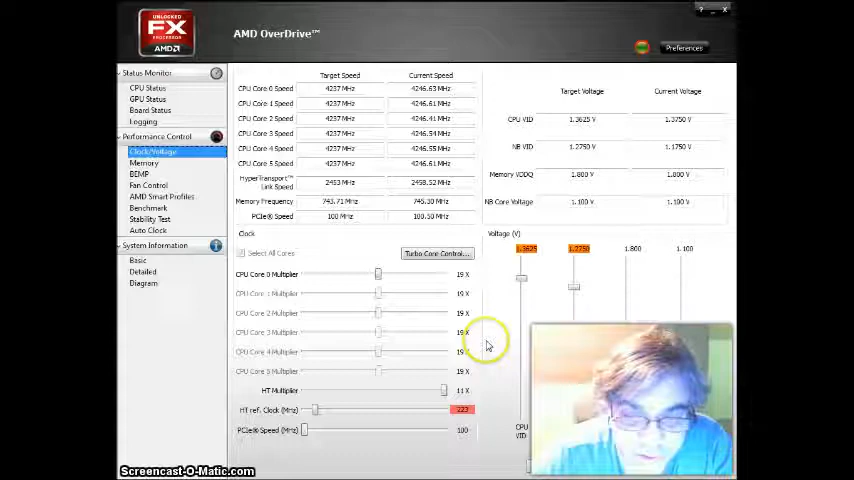 UNLOCKED
FX
PROCESSOR
AMD
AMD OverDrive™
? _ X
Preferences
Status Monitor
CPU Status
GPU Status
Board Status
Logging
Performance Control
Clock/Voltage
Memory
BEMP
Fan Control
AMD Smart Profiles
Benchmark
Stability Test
Auto Clock
System Information
Basic
Detailed
Diagram
Target Speed Current Speed
CPU Core 0 Speed 4237 MHz 4246.63 MHz
CPU Core 1 Speed 4237 MHz 4246.61 MHz
CPU Core 2 Speed 4237 MHz 4246.41 MHz
CPU Core 3 Speed 4237 MHz 4246.54 MHz
CPU Core 4 Speed 4237 MHz 4246.55 MHz
CPU Core 5 Speed 4237 MHz 4246.61 MHz
HyperTransport™
Link Speed 2453 MHz 2458.52 MHz
Memory Frequency 743.71 MHz 745.30 MHz
PCIe® Speed 100 MHz 100.50 MHz
Target Voltage Current Voltage
CPU VID 1.3625 V 1.3750 V
NB VID 1.2750 V 1.1750 V
Memory VDDQ 1.800 V 1.800 V
NB Core Voltage 1.100 V 1.100 V
Clock
Select All Cores Turbo Core Control...
CPU Core 0 Multiplier 19 X
CPU Core 1 Multiplier 19 X
CPU Core 2 Multiplier 19 X
CPU Core 3 Multiplier 19 X
CPU Core 4 Multiplier 19 X
CPU Core 5 Multiplier 19 X
HT Multiplier 11 X
HT ref. Clock (MHz) 223
PCIe® Speed (MHz) 100
Voltage (V)
1.3625 1.2750 1.800 1.100
CPU
VID
Screencast-O-Matic.com